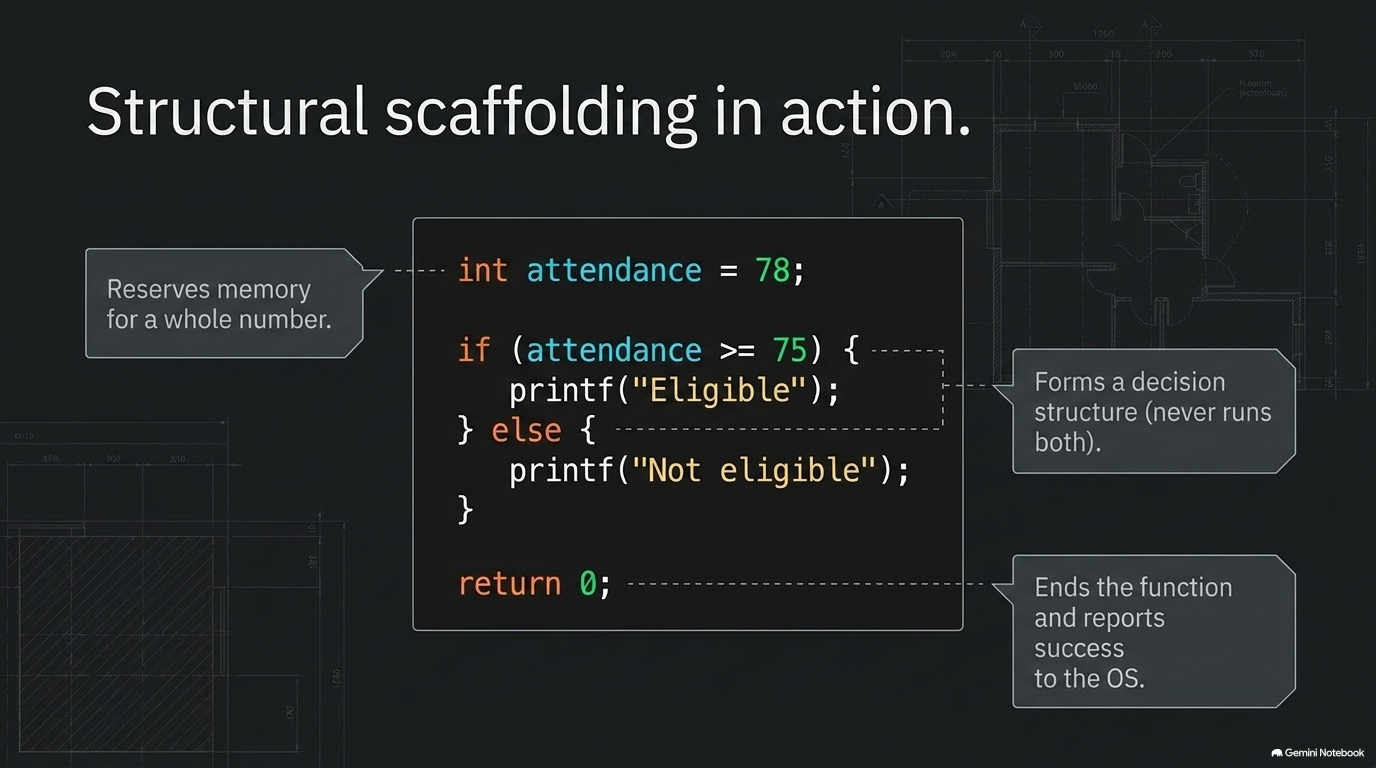 Structural scaffolding in action.
Reserves memory
for a whole number.
int attendance = 78;
if (attendance >= 75) {
printf("Eligible");
} else {
printf("Not eligible");
}
return 0;
Forms a decision
structure (never runs
both).
Ends the function
and reports
success
to the OS.
Gemini Notebook